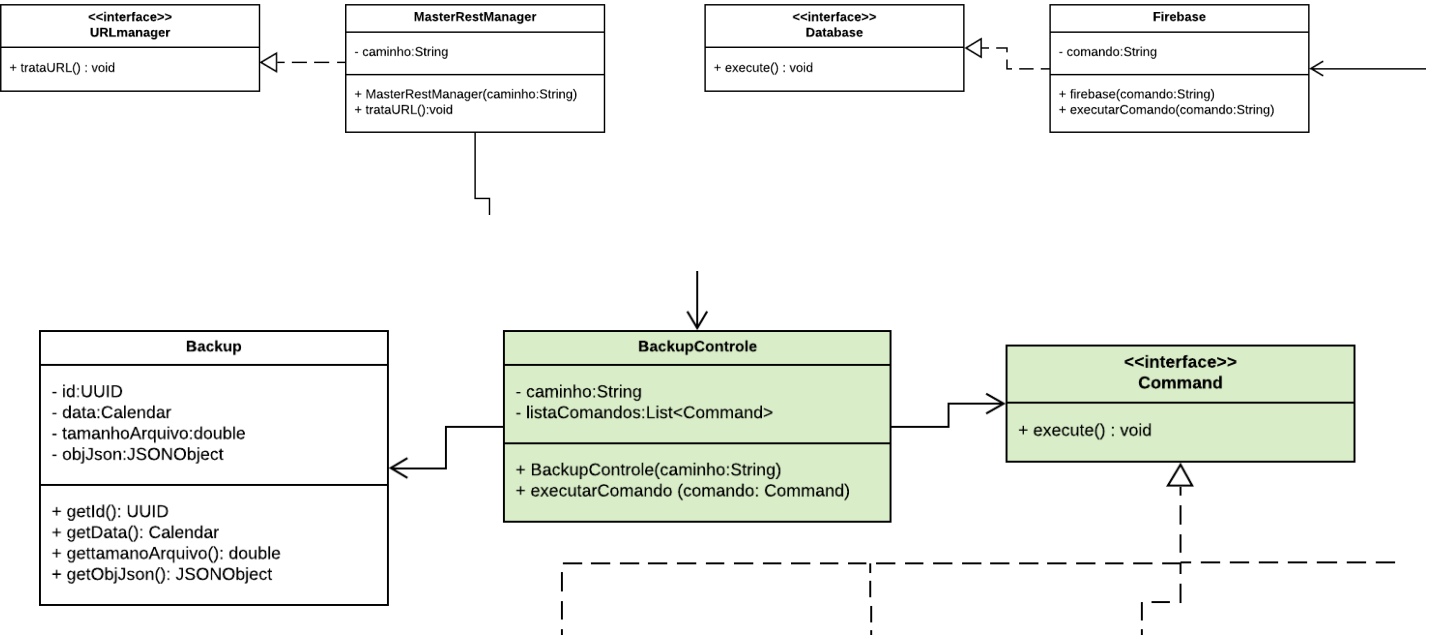 <<interface>>
URLmanager
+ trataURL() : void
MasterRestManager
- caminho:String
+ MasterRestManager(caminho:String)
+ trataURL():void
<<interface>>
Database
+ execute() : void
Firebase
- comando:String
+ firebase(comando:String)
+ executarComando(comando:String)
Backup
- id:UUID
- data:Calendar
- tamanhoArquivo:double
- objJson:JSONObject
+ getId(): UUID
+ getData(): Calendar
+ gettamanoArquivo(): double
+ getObjJson(): JSONObject
BackupControle
- caminho:String
- listaComandos:List<Command>
+ BackupControle(caminho:String)
+ executarComando (comando: Command)
<<interface>>
Command
+ execute() : void